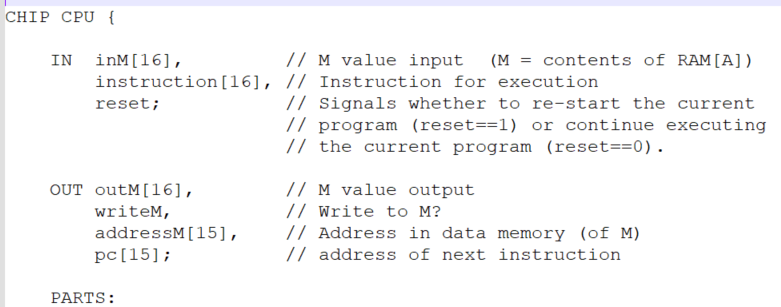 CHIP CPU {
IN  inM[16],         // M value input  (M = contents of RAM[A])
instruction[16], // Instruction for execution
reset;           // Signals whether to re-start the current
// program (reset==1) or continue executing
// the current program (reset==0).
OUT outM[16],        // M value output
writeM,          // Write to M?
addressM[15],    // Address in data memory (of M)
pc[15];          // address of next instruction
PARTS: